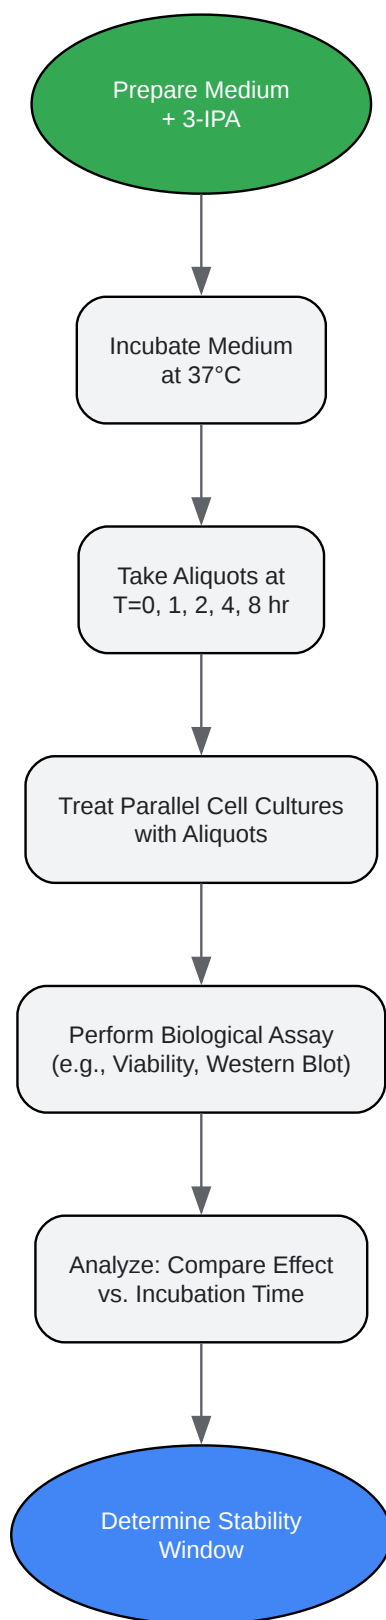 Prepare Medium
+ 3-IPA
Incubate Medium
at 37°C
Take Aliquots at
T=0, 1, 2, 4, 8 hr
Treat Parallel Cell Cultures
with Aliquots
Perform Biological Assay
(e.g., Viability, Western Blot)
Analyze: Compare Effect
vs. Incubation Time
Determine Stability
Window